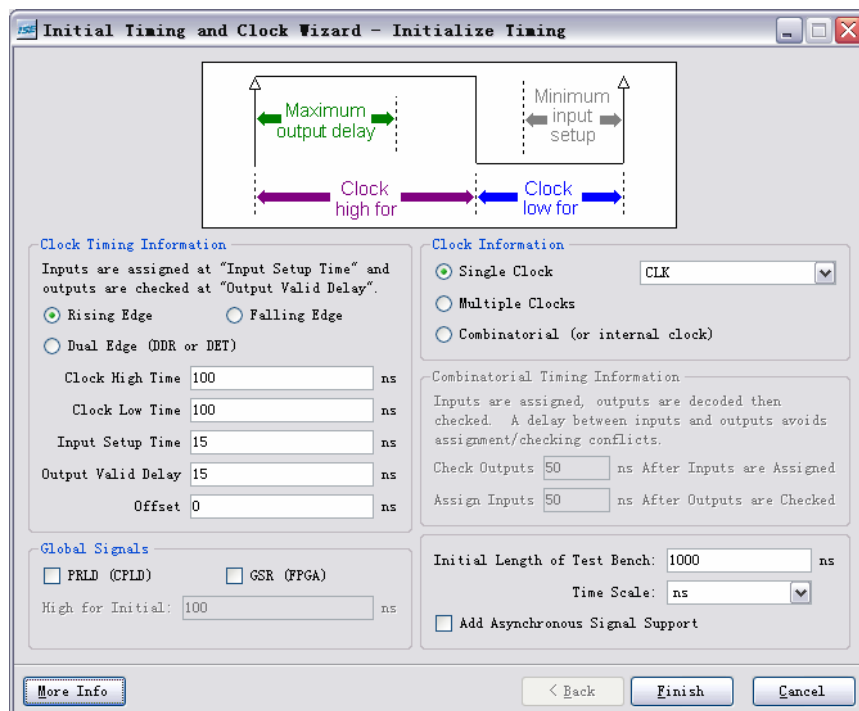 ISE Initial Timing and Clock Wizard - Initialize Timing
Maximum
output delay
Minimum
input
setup
Clock
high for
Clock
low for
Clock Timing Information
Inputs are assigned at "Input Setup Time" and
outputs are checked at "Output Valid Delay".
Rising Edge
Falling Edge
Dual Edge (DDR or DET)
Clock High Time 100 ns
Clock Low Time 100 ns
Input Setup Time 15 ns
Output Valid Delay 15 ns
Offset 0 ns
Global Signals
PRLD (CPLD)
GSR (FPGA)
High for Initial: 100 ns
Clock Information
Single Clock CLK
Multiple Clocks
Combinatorial (or internal clock)
Combinatorial Timing Information
Inputs are assigned, outputs are decoded then
checked. A delay between inputs and outputs avoids
assignment/checking conflicts.
Check Outputs 50 ns After Inputs are Assigned
Assign Inputs 50 ns After Outputs are Checked
Initial Length of Test Bench: 1000 ns
Time Scale: ns
Add Asynchronous Signal Support
More Info
< Back
Finish
Cancel